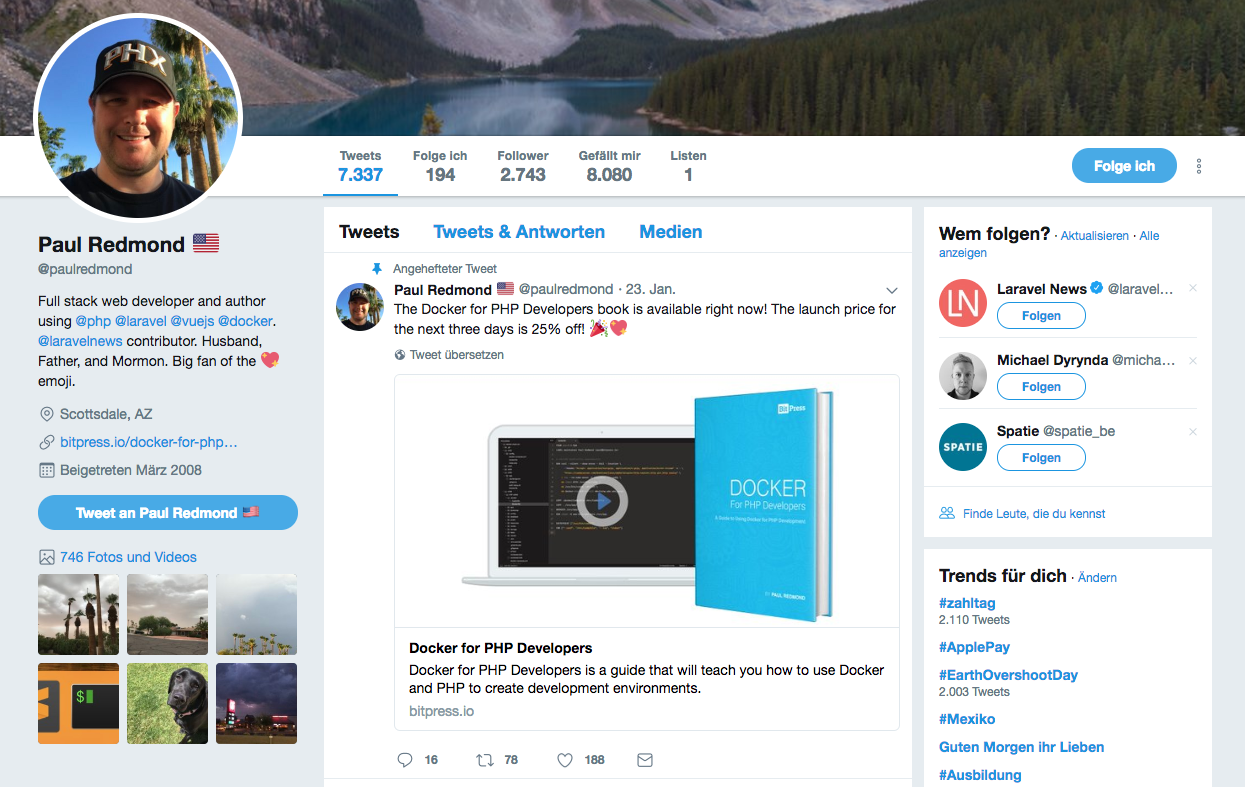 PHX
Tweets
7.337
Folge ich
194
Follower
2.743
Gefällt mir
8.080
Listen
1
Folge ich
Paul Redmond 🇺🇸
@paulredmond
Full stack web developer and author
using @php @laravel @vuejs @docker.
@laravelnews contributor. Husband,
Father, and Mormon. Big fan of the 💖
emoji.
Scottsdale, AZ
bitpress.io/docker-for-php…
Beigetreten März 2008
Tweet an Paul Redmond 🇺🇸
746 Fotos und Videos
$
Tweets
Tweets & Antworten
Medien
Angehefteter Tweet
Paul Redmond 🇺🇸 @paulredmond · 23. Jan.
The Docker for PHP Developers book is available right now! The launch price for
the next three days is 25% off! 🎉💖
Tweet übersetzen
BitPress
DOCKER
For PHP Developers
A Guide to Using Docker for PHP Development
BY PAUL REDMOND
Docker for PHP Developers
Docker for PHP Developers is a guide that will teach you how to use Docker
and PHP to create development environments.
bitpress.io
16
78
188
Wem folgen? · Aktualisieren · Alle
anzeigen
LN
Laravel News @laravel…
Folgen
Michael Dyrynda @micha…
Folgen
SPATIE
Spatie @spatie_be
Folgen
Finde Leute, die du kennst
Trends für dich · Ändern
#zahltag
2.110 Tweets
#ApplePay
#EarthOvershootDay
2.003 Tweets
#Mexiko
Guten Morgen ihr Lieben
#Ausbildung